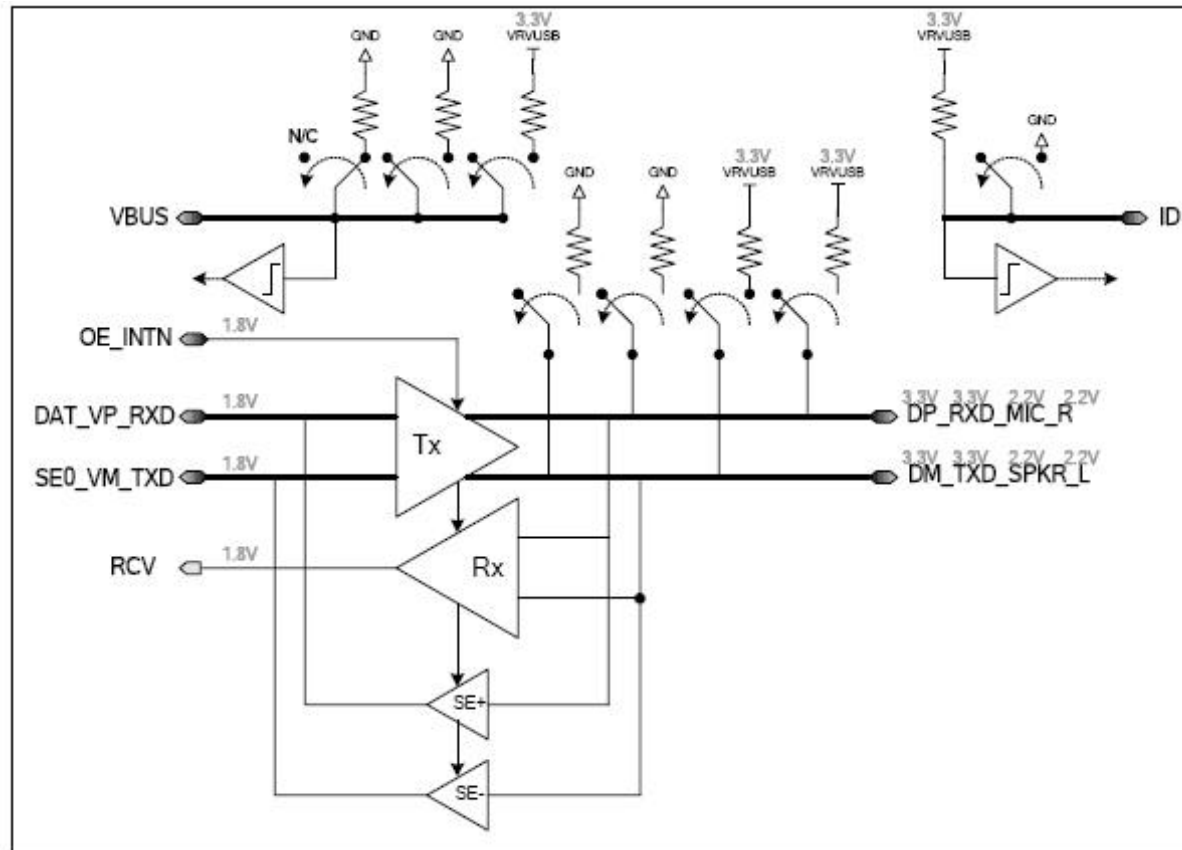 3.3V
3.3V
GND
GND
VRVUSB
VRVUSB
N/C
GND
3.3V
3.3V
GND
GND
VRVUSB
VRVUSB
VBUS
ID
OE_INTN
1.8V
DAT_VP_RXD
1.8V
3.3V 3.3V 2.2V 2.2V
DP_RXD_MIC_R
Tx
SE0_VM_TXD
1.8V
3.3V 3.3V 2.2V 2.2V
DM_TXD_SPKR_L
RCV
1.8V
Rx
SE+
SE-